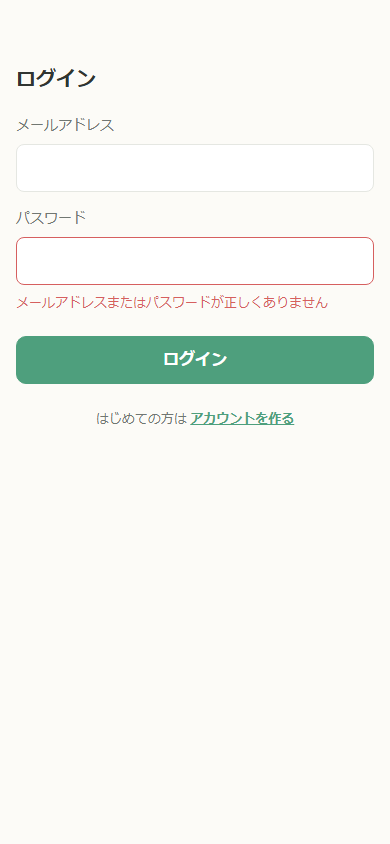 ログイン
メールアドレス
パスワード
メールアドレスまたはパスワードが正しくありません
ログイン
はじめての方は アカウントを作る